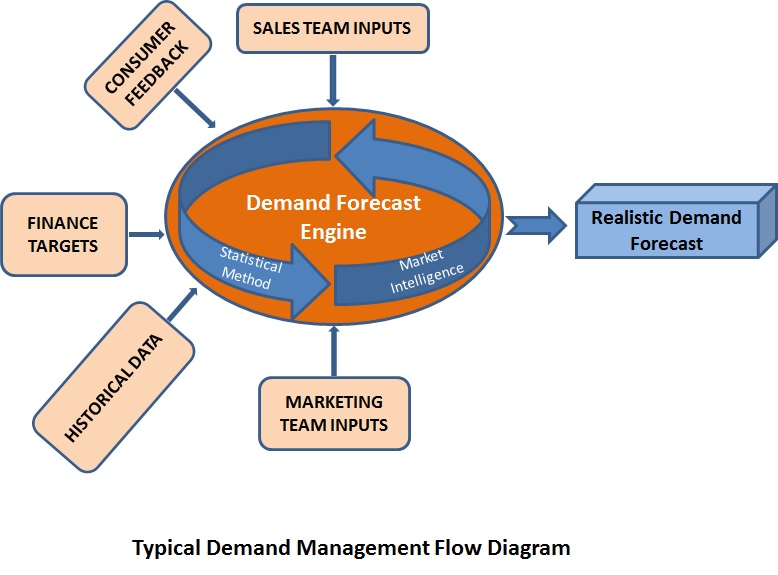 CONSUMER
FEEDBACK
SALES TEAM INPUTS
FINANCE
TARGETS
Demand Forecast
Engine
Statistical
Method
Market
Intelligence
Realistic Demand
Forecast
HISTORICAL DATA
MARKETING
TEAM INPUTS
Typical Demand Management Flow Diagram